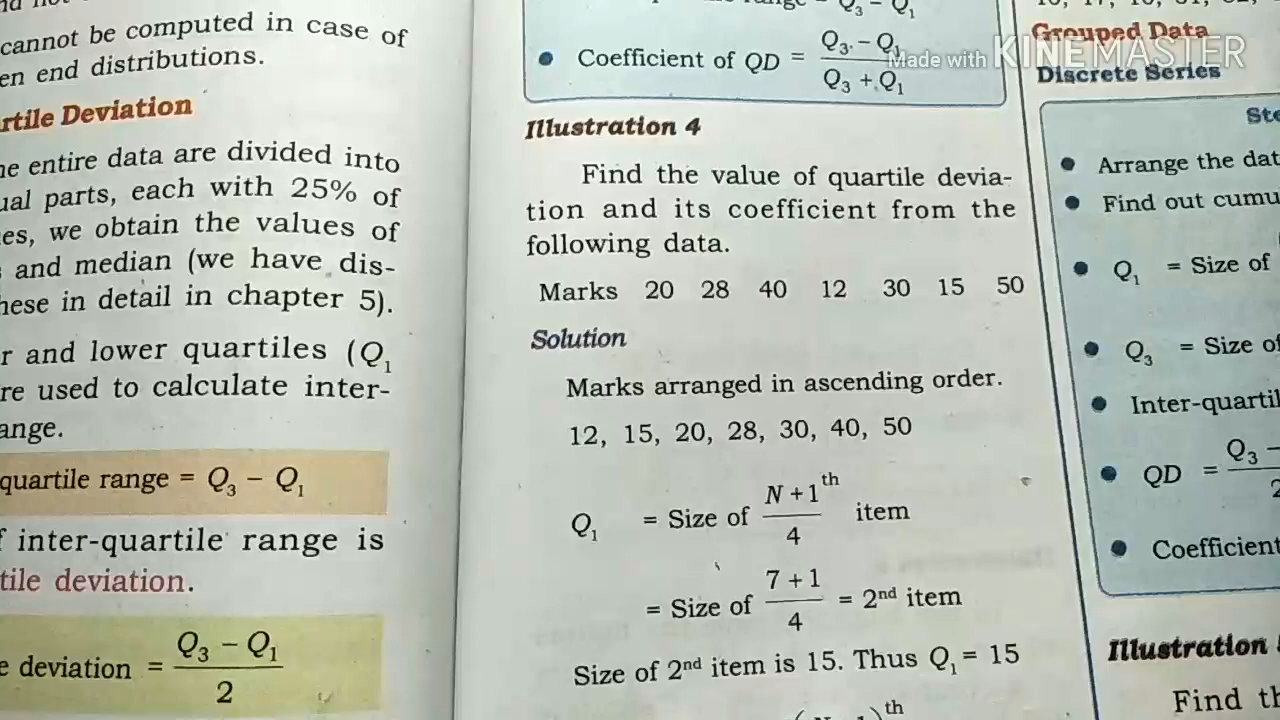 cannot be computed in case of
en end distributions.
rtile Deviation
he entire data are divided into
ual parts, each with 25% of
es, we obtain the values of
and median (we have dis-
hese in detail in chapter 5).
r and lower quartiles (Q₁
re used to calculate inter-
ange.
quartile range = Q₃ − Q₁
f inter-quartile range is
tile deviation.
e deviation = (Q₃ − Q₁)/2
• Coefficient of QD = (Q₃ − Q₁)/(Q₃ + Q₁)
Illustration 4
Find the value of quartile devia-
tion and its coefficient from the
following data.
Marks 20 28 40 12 30 15 50
Solution
Marks arranged in ascending order.
12, 15, 20, 28, 30, 40, 50
Q₁ = Size of (N + 1)/4 th item
= Size of (7 + 1)/4 = 2nd item
Size of 2nd item is 15. Thus Q₁ = 15
Made with KINEMASTER
Grouped Data
Discrete Series
Ste
• Arrange the dat
• Find out cumu
• Q₁ = Size of
• Q₃ = Size of
• Inter-quartil
• QD = Q₃ −
2
• Coefficient
Illustration
Find th